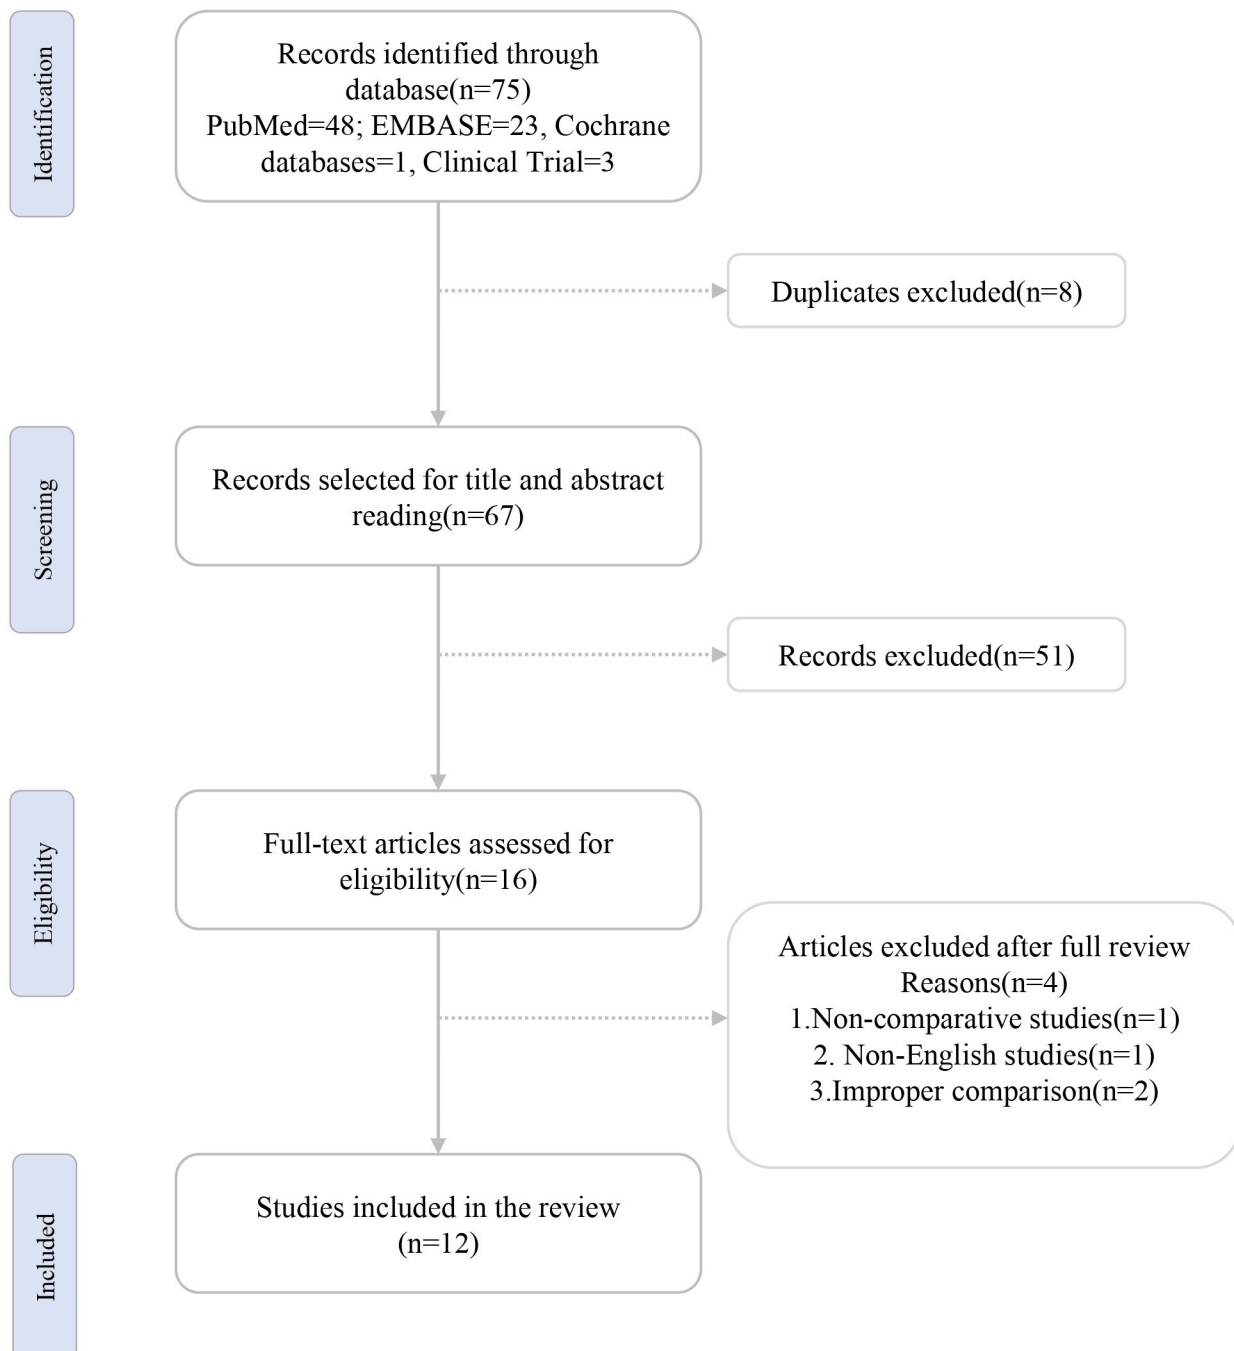 Identification
Records identified through
database(n=75)
PubMed=48; EMBASE=23, Cochrane
databases=1, Clinical Trial=3
Duplicates excluded(n=8)
Screening
Records selected for title and abstract
reading(n=67)
Records excluded(n=51)
Eligibility
Full-text articles assessed for
eligibility(n=16)
Articles excluded after full review
Reasons(n=4)
1.Non-comparative studies(n=1)
2. Non-English studies(n=1)
3.Improper comparison(n=2)
Included
Studies included in the review
(n=12)